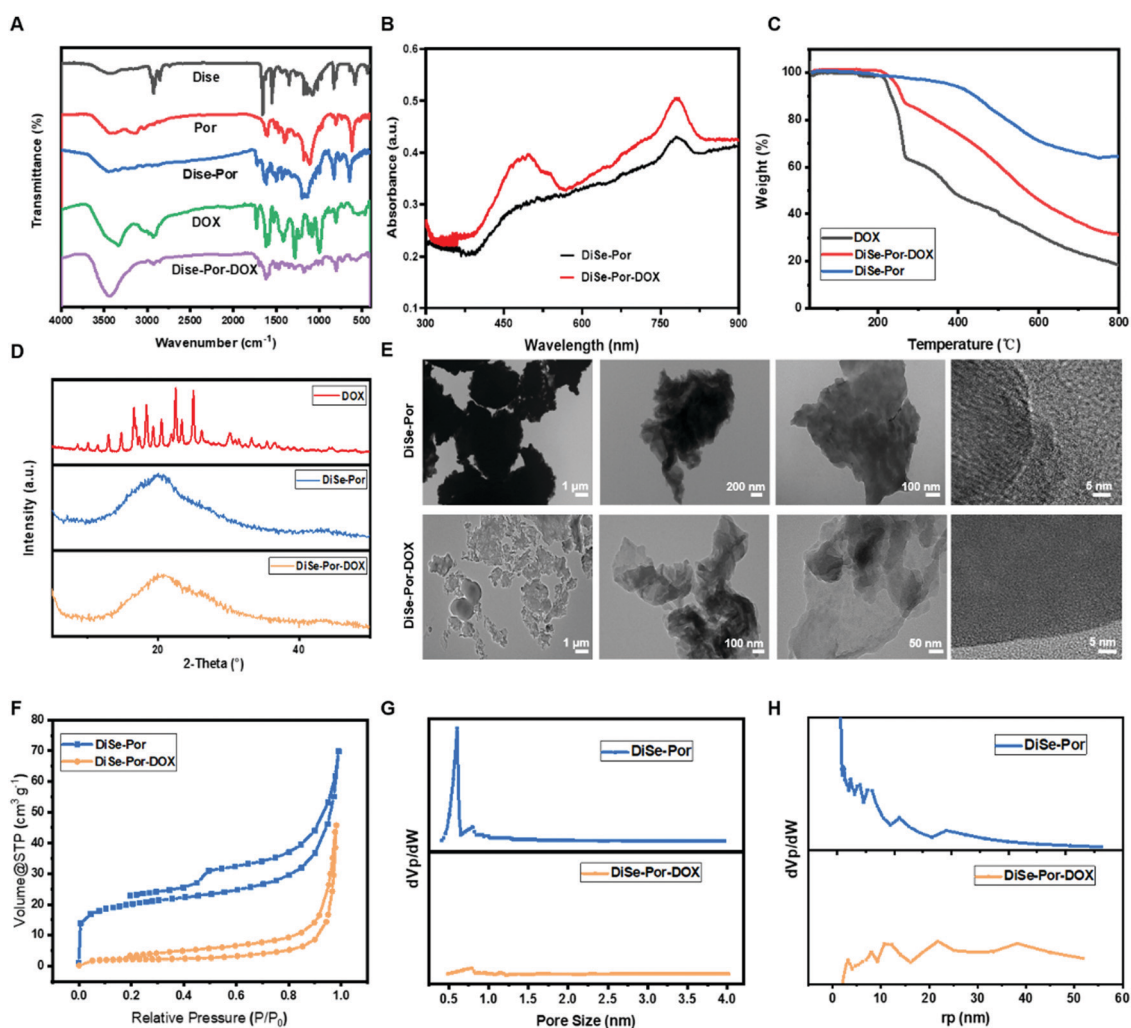 A
Transmittance (%)
Dise
Por
Dise-Por
DOX
Dise-Por-DOX
4000 3500 3000 2500 2000 1500 1000 500
Wavenumber (cm-1)
B
Absorbance (a.u.)
0.5
0.4
0.3
0.2
0.1
DiSe-Por
DiSe-Por-DOX
300 450 600 750 900
Wavelength (nm)
C
Weight (%)
100
80
60
40
20
0
DOX
DiSe-Por-DOX
DiSe-Por
200 400 600 800
Temperature (℃)
D
Intensity (a.u.)
DOX
DiSe-Por
DiSe-Por-DOX
20 40
2-Theta (°)
E
DiSe-Por
1 µm
200 nm
100 nm
5 nm
DiSe-Por-DOX
1 µm
100 nm
50 nm
5 nm
F
Volume@STP (cm3 g-1)
80
70
60
50
40
30
20
10
0
DiSe-Por
DiSe-Por-DOX
0.0 0.2 0.4 0.6 0.8 1.0
Relative Pressure (P/P0)
G
dVp/dW
DiSe-Por
DiSe-Por-DOX
0.5 1.0 1.5 2.0 2.5 3.0 3.5 4.0
Pore Size (nm)
H
dVp/dW
DiSe-Por
DiSe-Por-DOX
0 10 20 30 40 50 60
rp (nm)